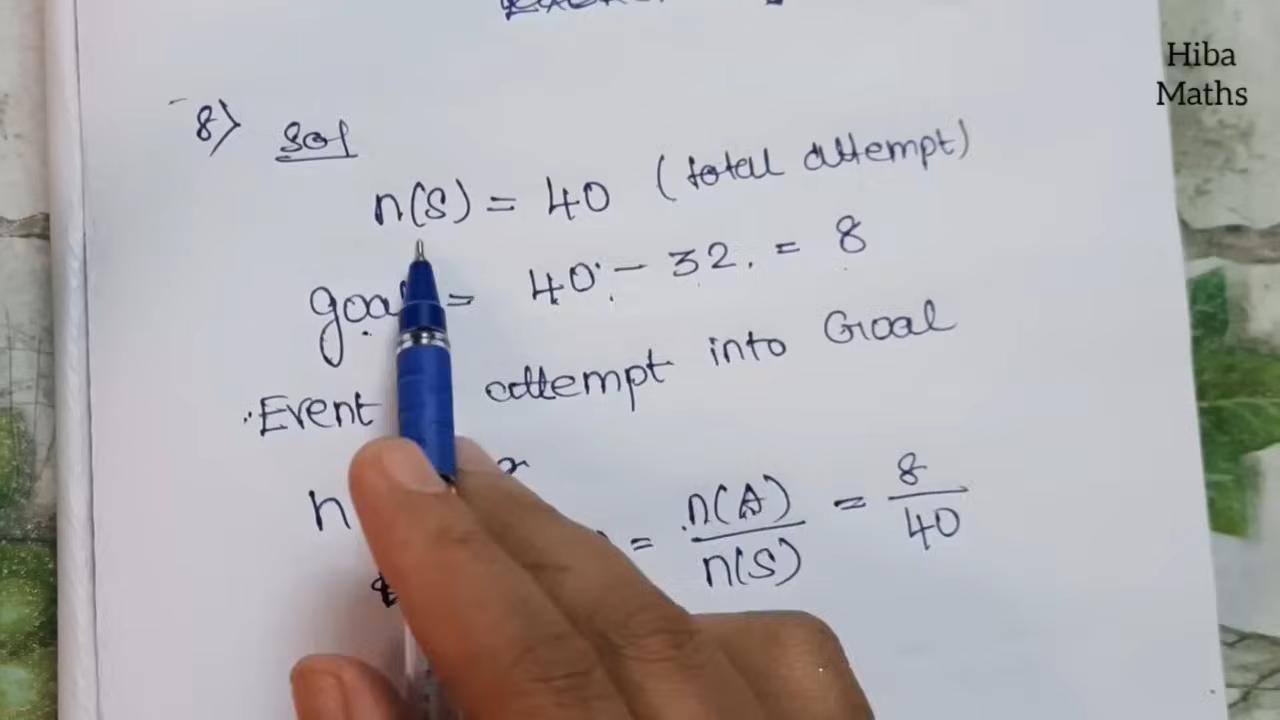 Hiba
Maths
8) Sol
n(S) = 40 (total attempt)
goal = 40 - 32. = 8
Event attempt into Goal
n
= n(A)/n(S) = 8/40